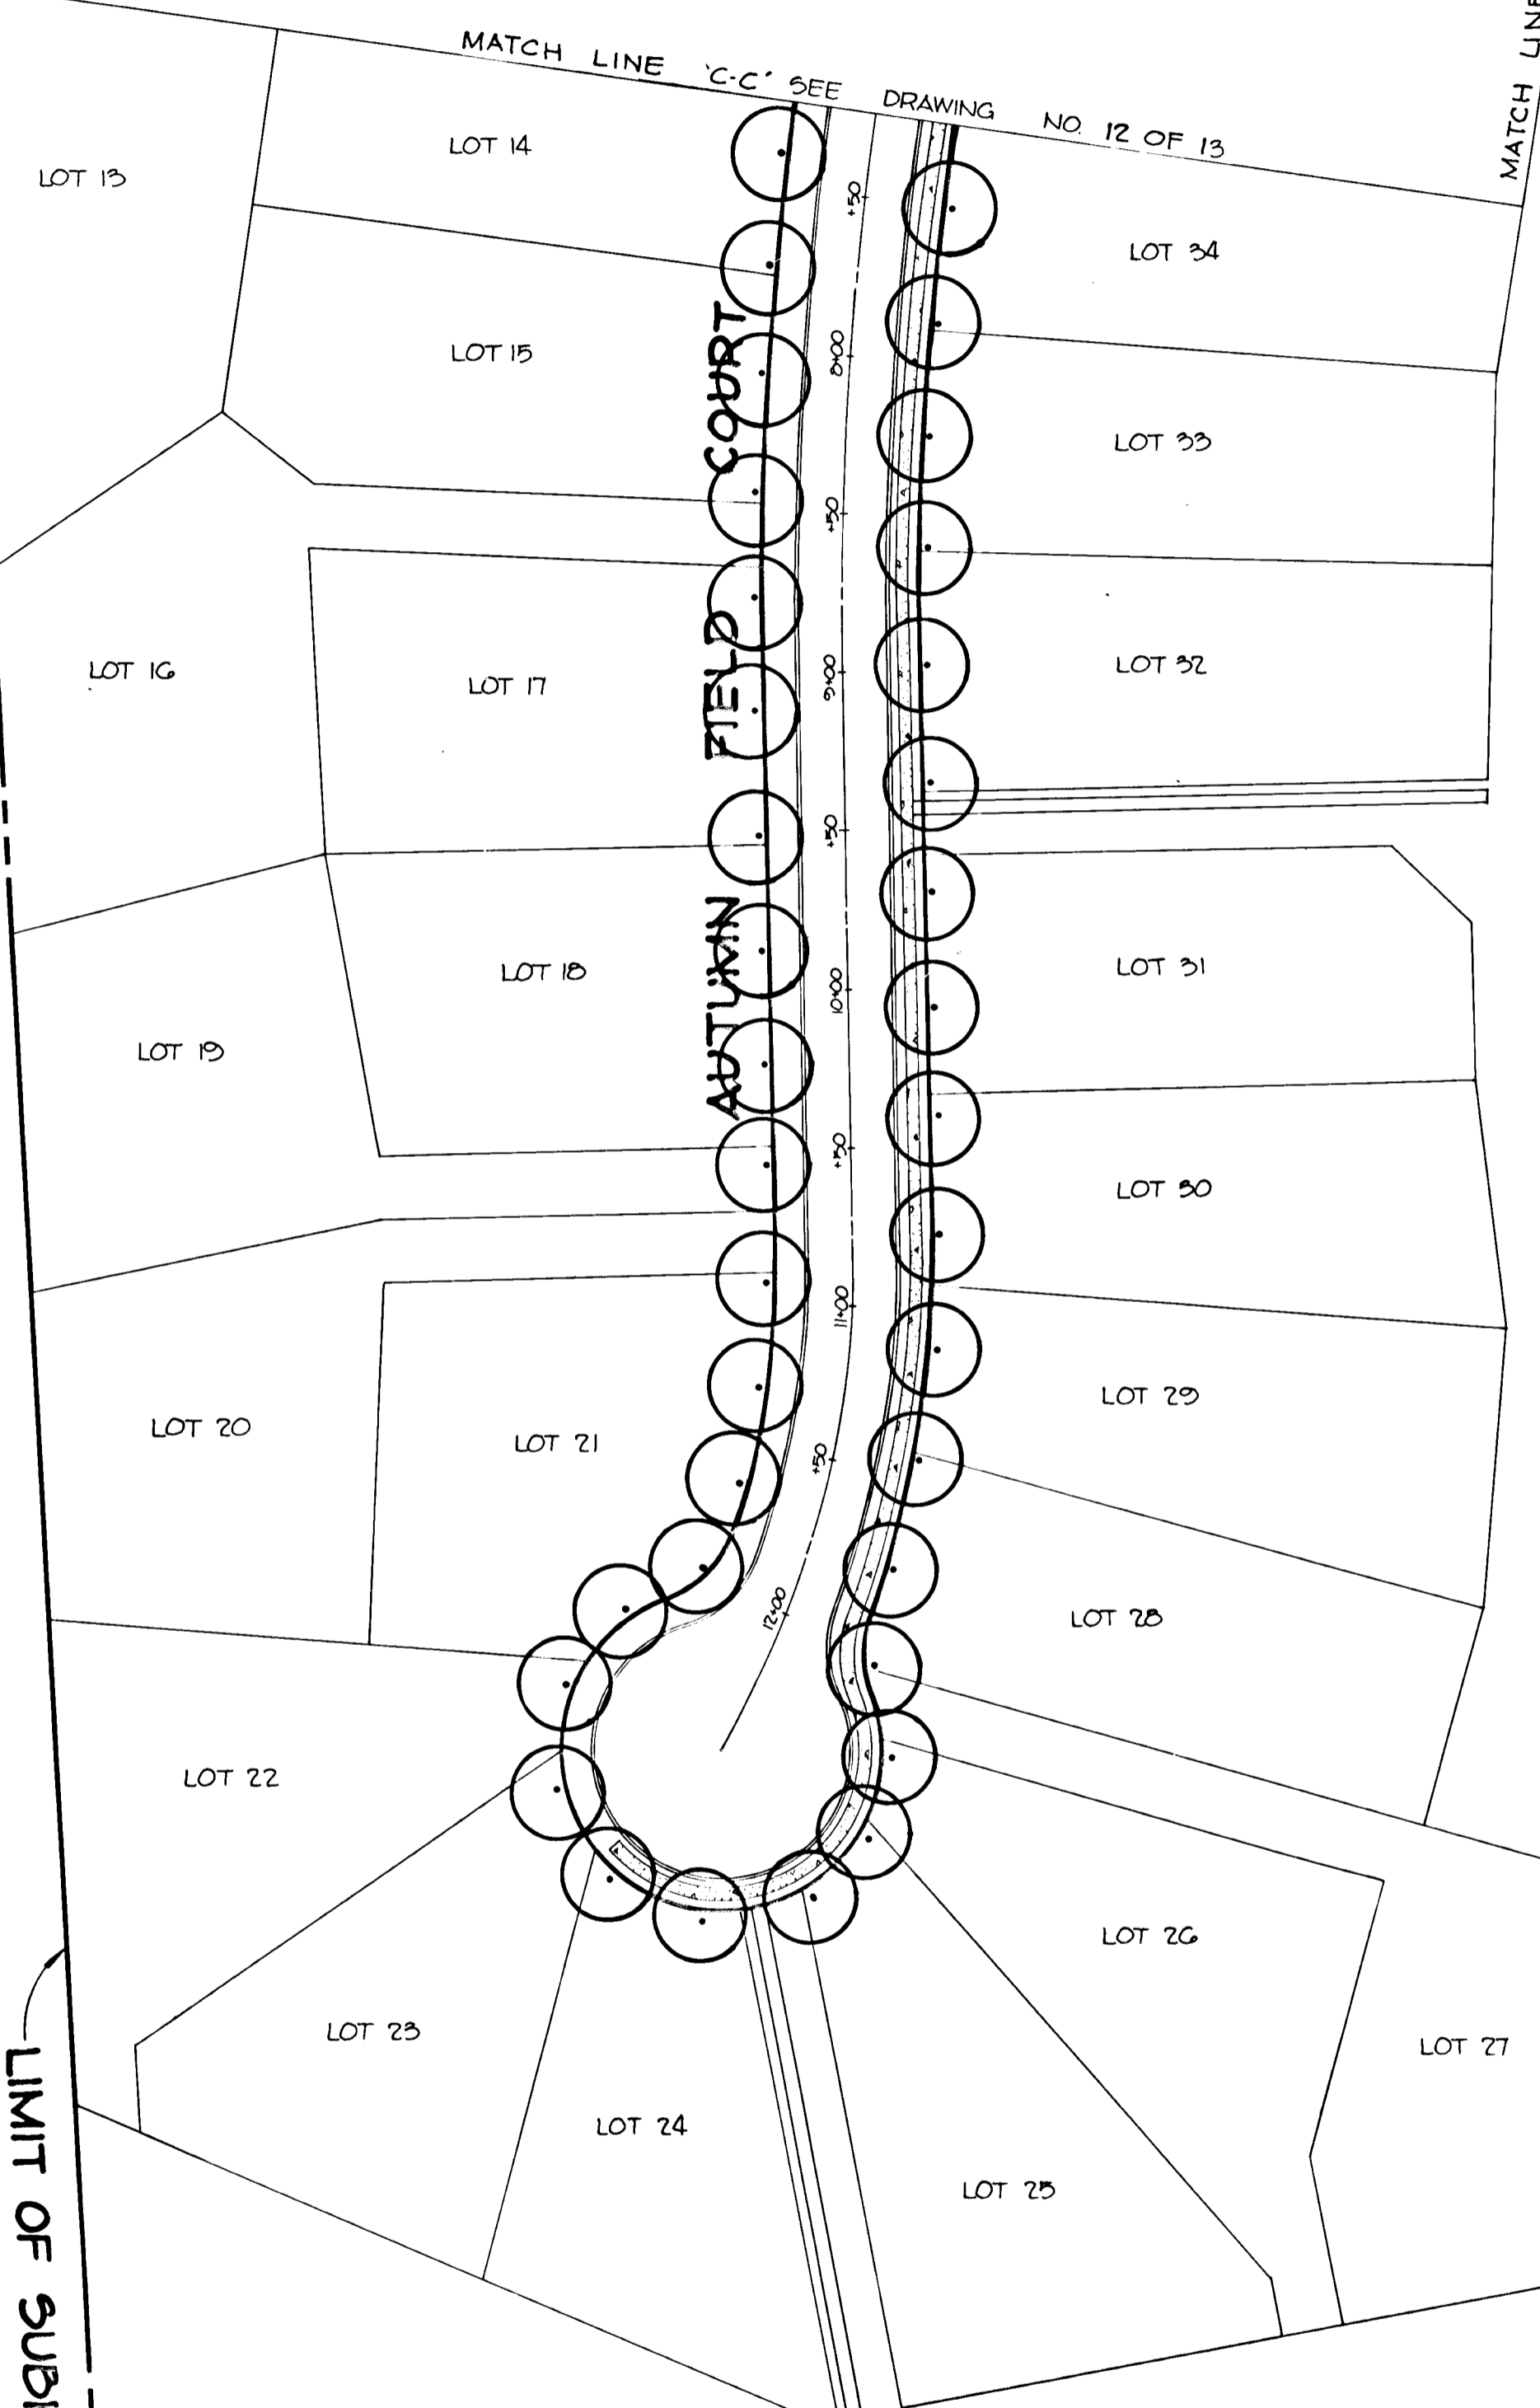 MATCH LINE 'C-C' SEE DRAWING NO. 12 OF 13
MATCH LINE
LOT 13
LOT 14
LOT 34
LOT 15
LOT 33
LOT 16
LOT 17
LOT 32
LOT 18
LOT 31
LOT 19
LOT 30
LOT 20
LOT 21
LOT 29
LOT 28
LOT 22
LOT 26
LOT 23
LOT 27
LOT 24
LOT 25
AUTUMN FIELD COURT
+50
8+00
+50
9+00
+50
10+00
+50
11+00
+50
12+00
LIMIT OF